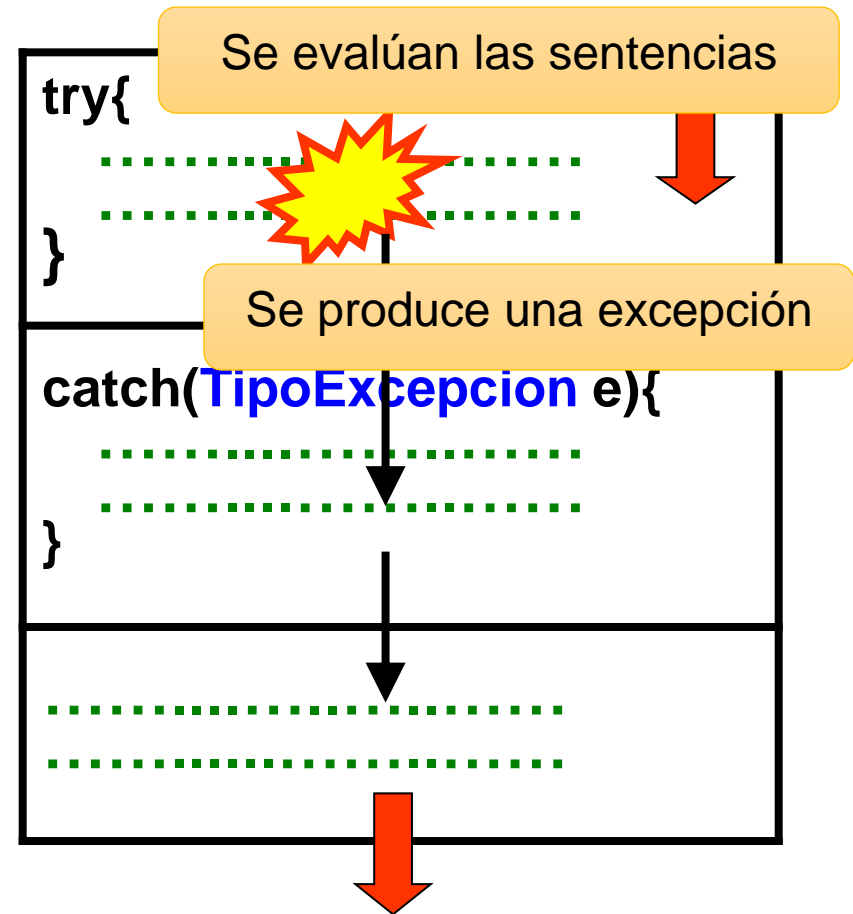 Se evalúan las sentencias
try{
}
Se produce una excepción
catch(TipoExcepcion e){
}